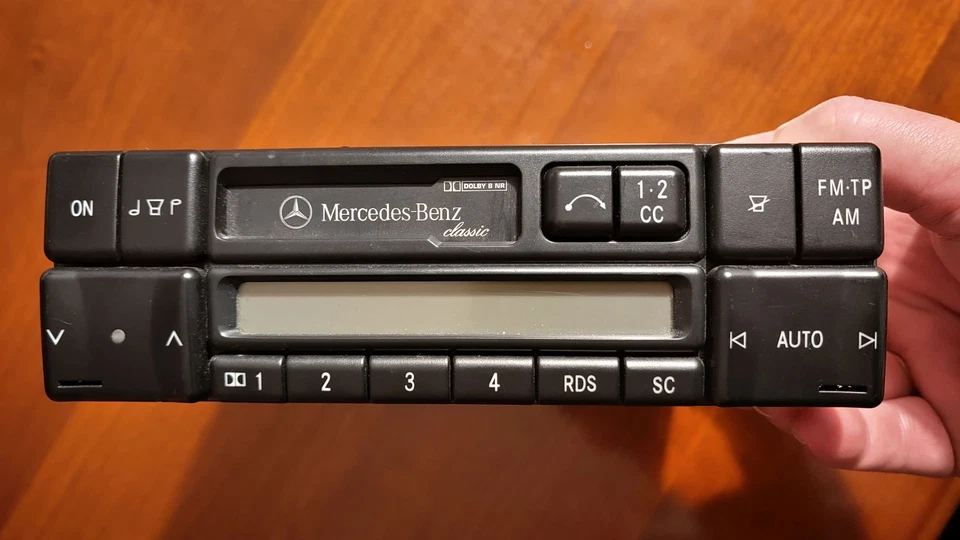 ON
Mercedes-Benz
classic
DOLBY B NR
1·2
CC
FM·TP
AM
AUTO
1
2
3
4
RDS
SC